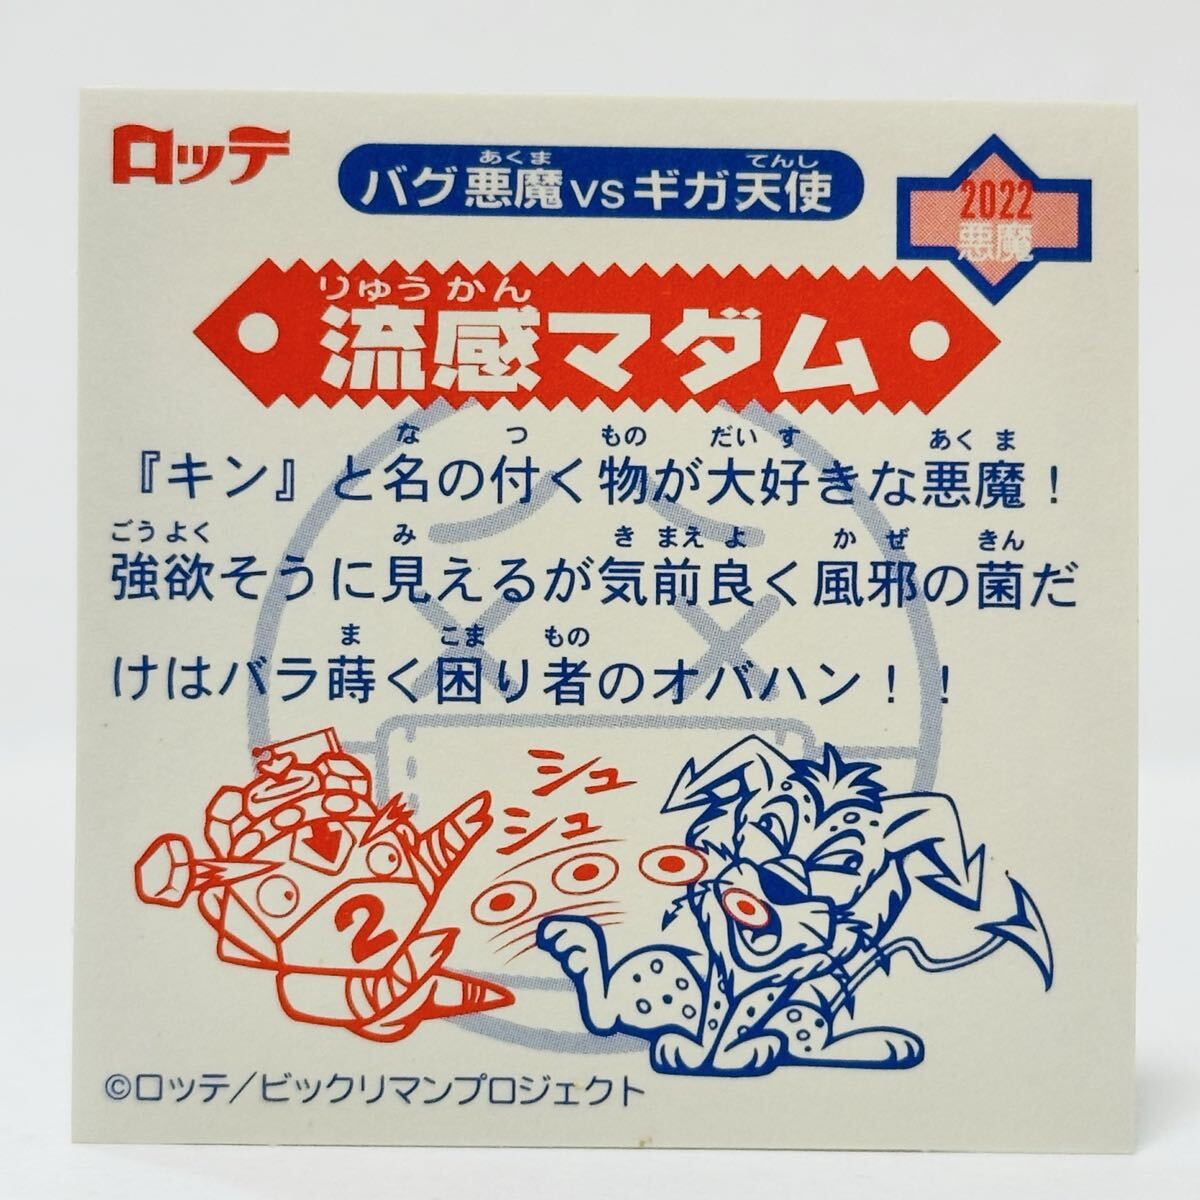 ロッテ
あくま てんし
バグ悪魔vsギガ天使
2022
悪魔
りゅうかん
流感マダム
な つ もの だいす あくま
『キン』と名の付く物が大好きな悪魔！
ごうよく み きまえよ かぜ きん
強欲そうに見えるが気前良く風邪の菌だ
ま こま もの
けはバラ蒔く困り者のオバハン！！
シュ
シュ
2
©ロッテ/ビックリマンプロジェクト